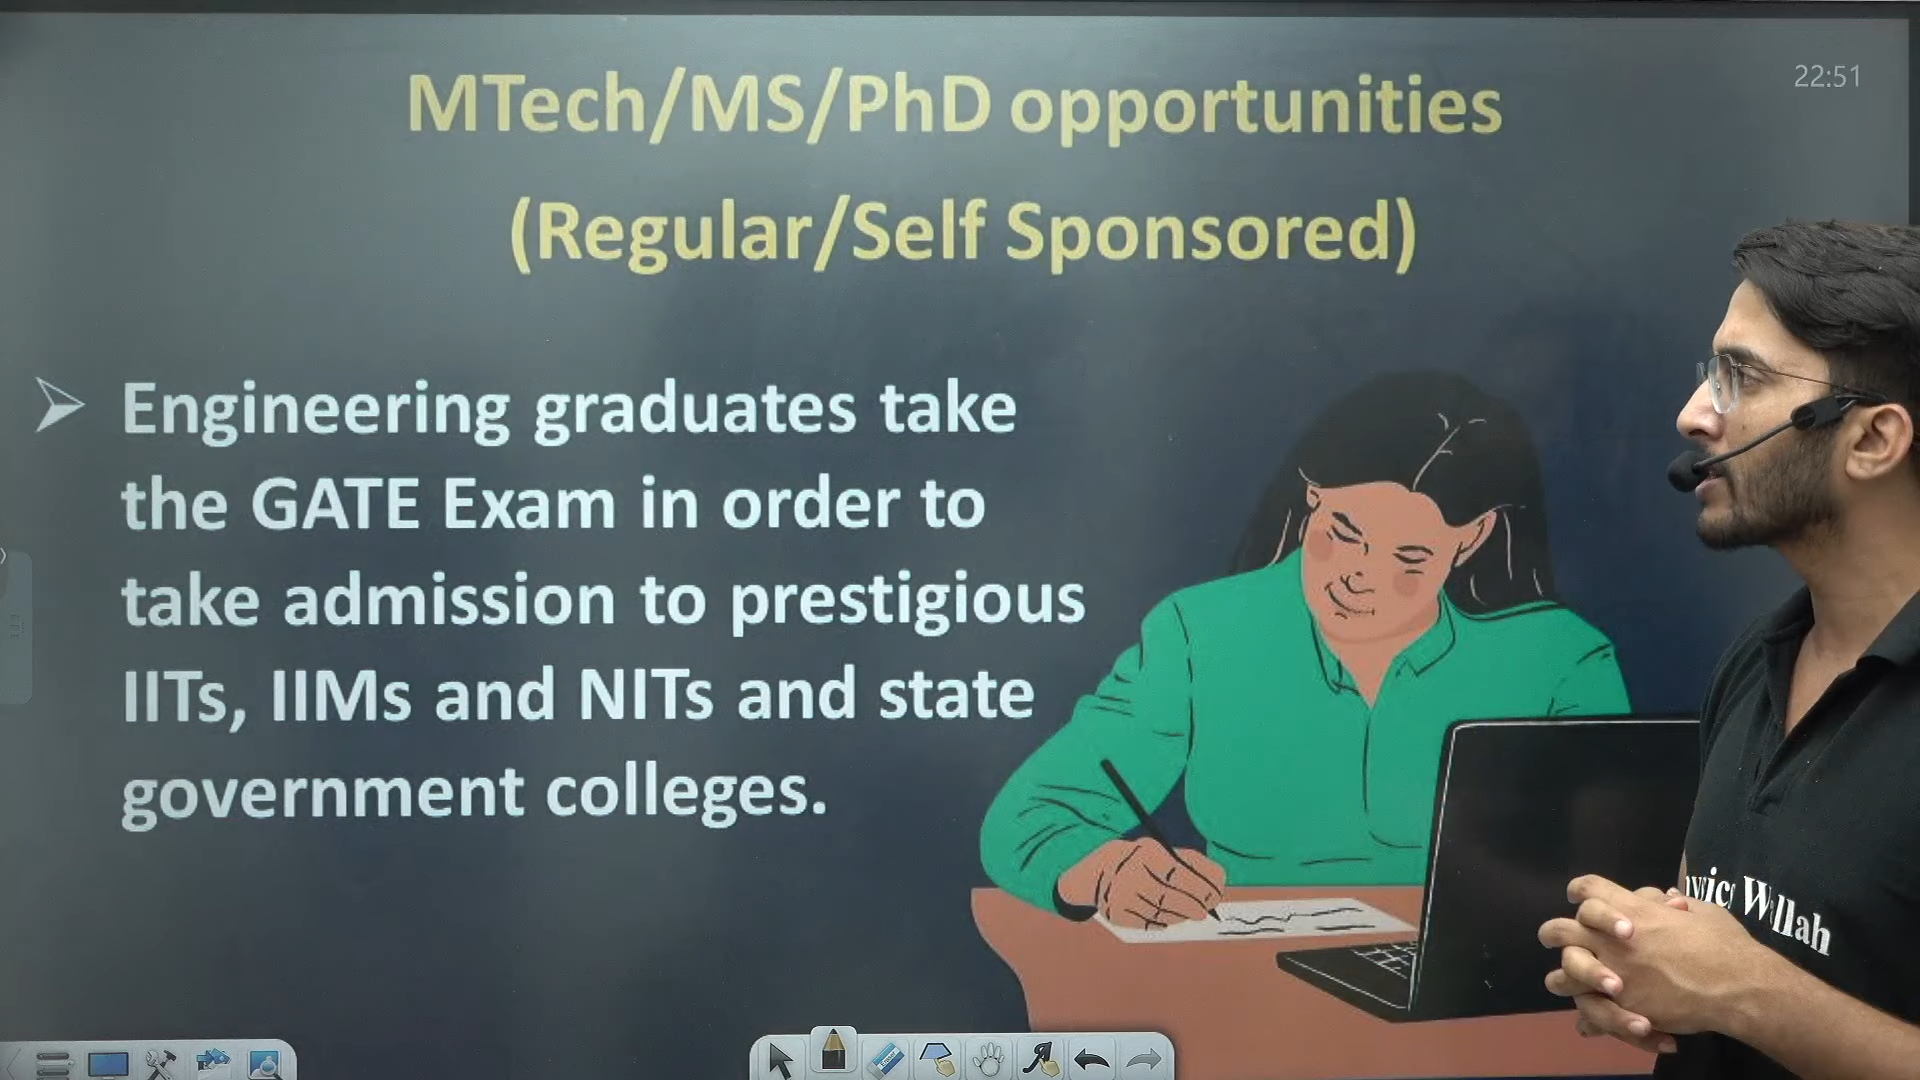 MTech/MS/PhD opportunities
22:51
(Regular/Self Sponsored)
Engineering graduates take
the GATE Exam in order to
take admission to prestigious
IITs, IIMs and NITs and state
government colleges.